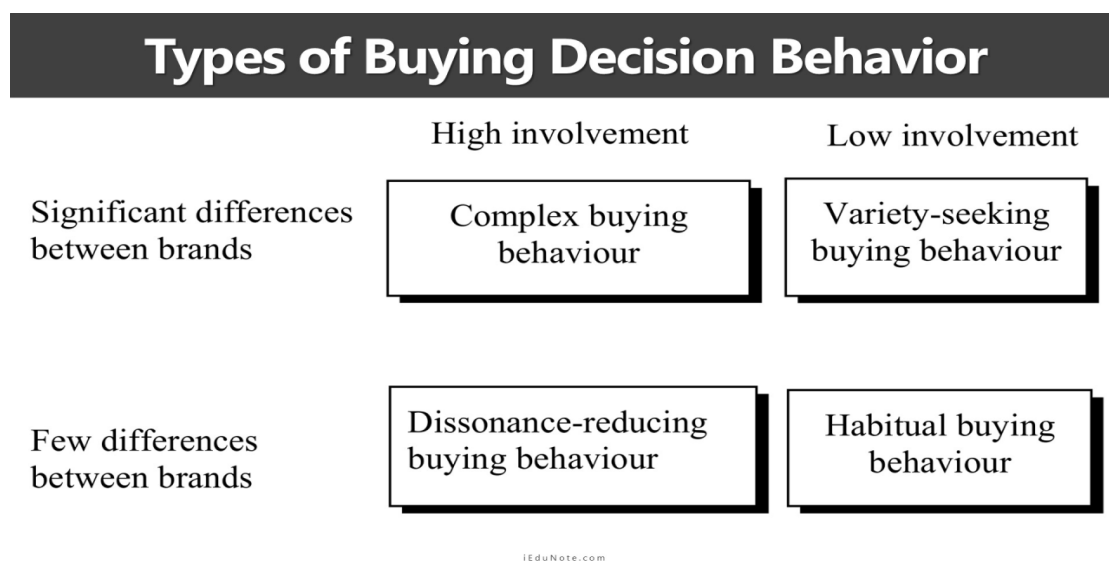 Types of Buying Decision Behavior
High involvement
Low involvement
Significant differences
between brands
Complex buying
behaviour
Variety-seeking
buying behaviour
Few differences
between brands
Dissonance-reducing
buying behaviour
Habitual buying
behaviour
iEduNote.com